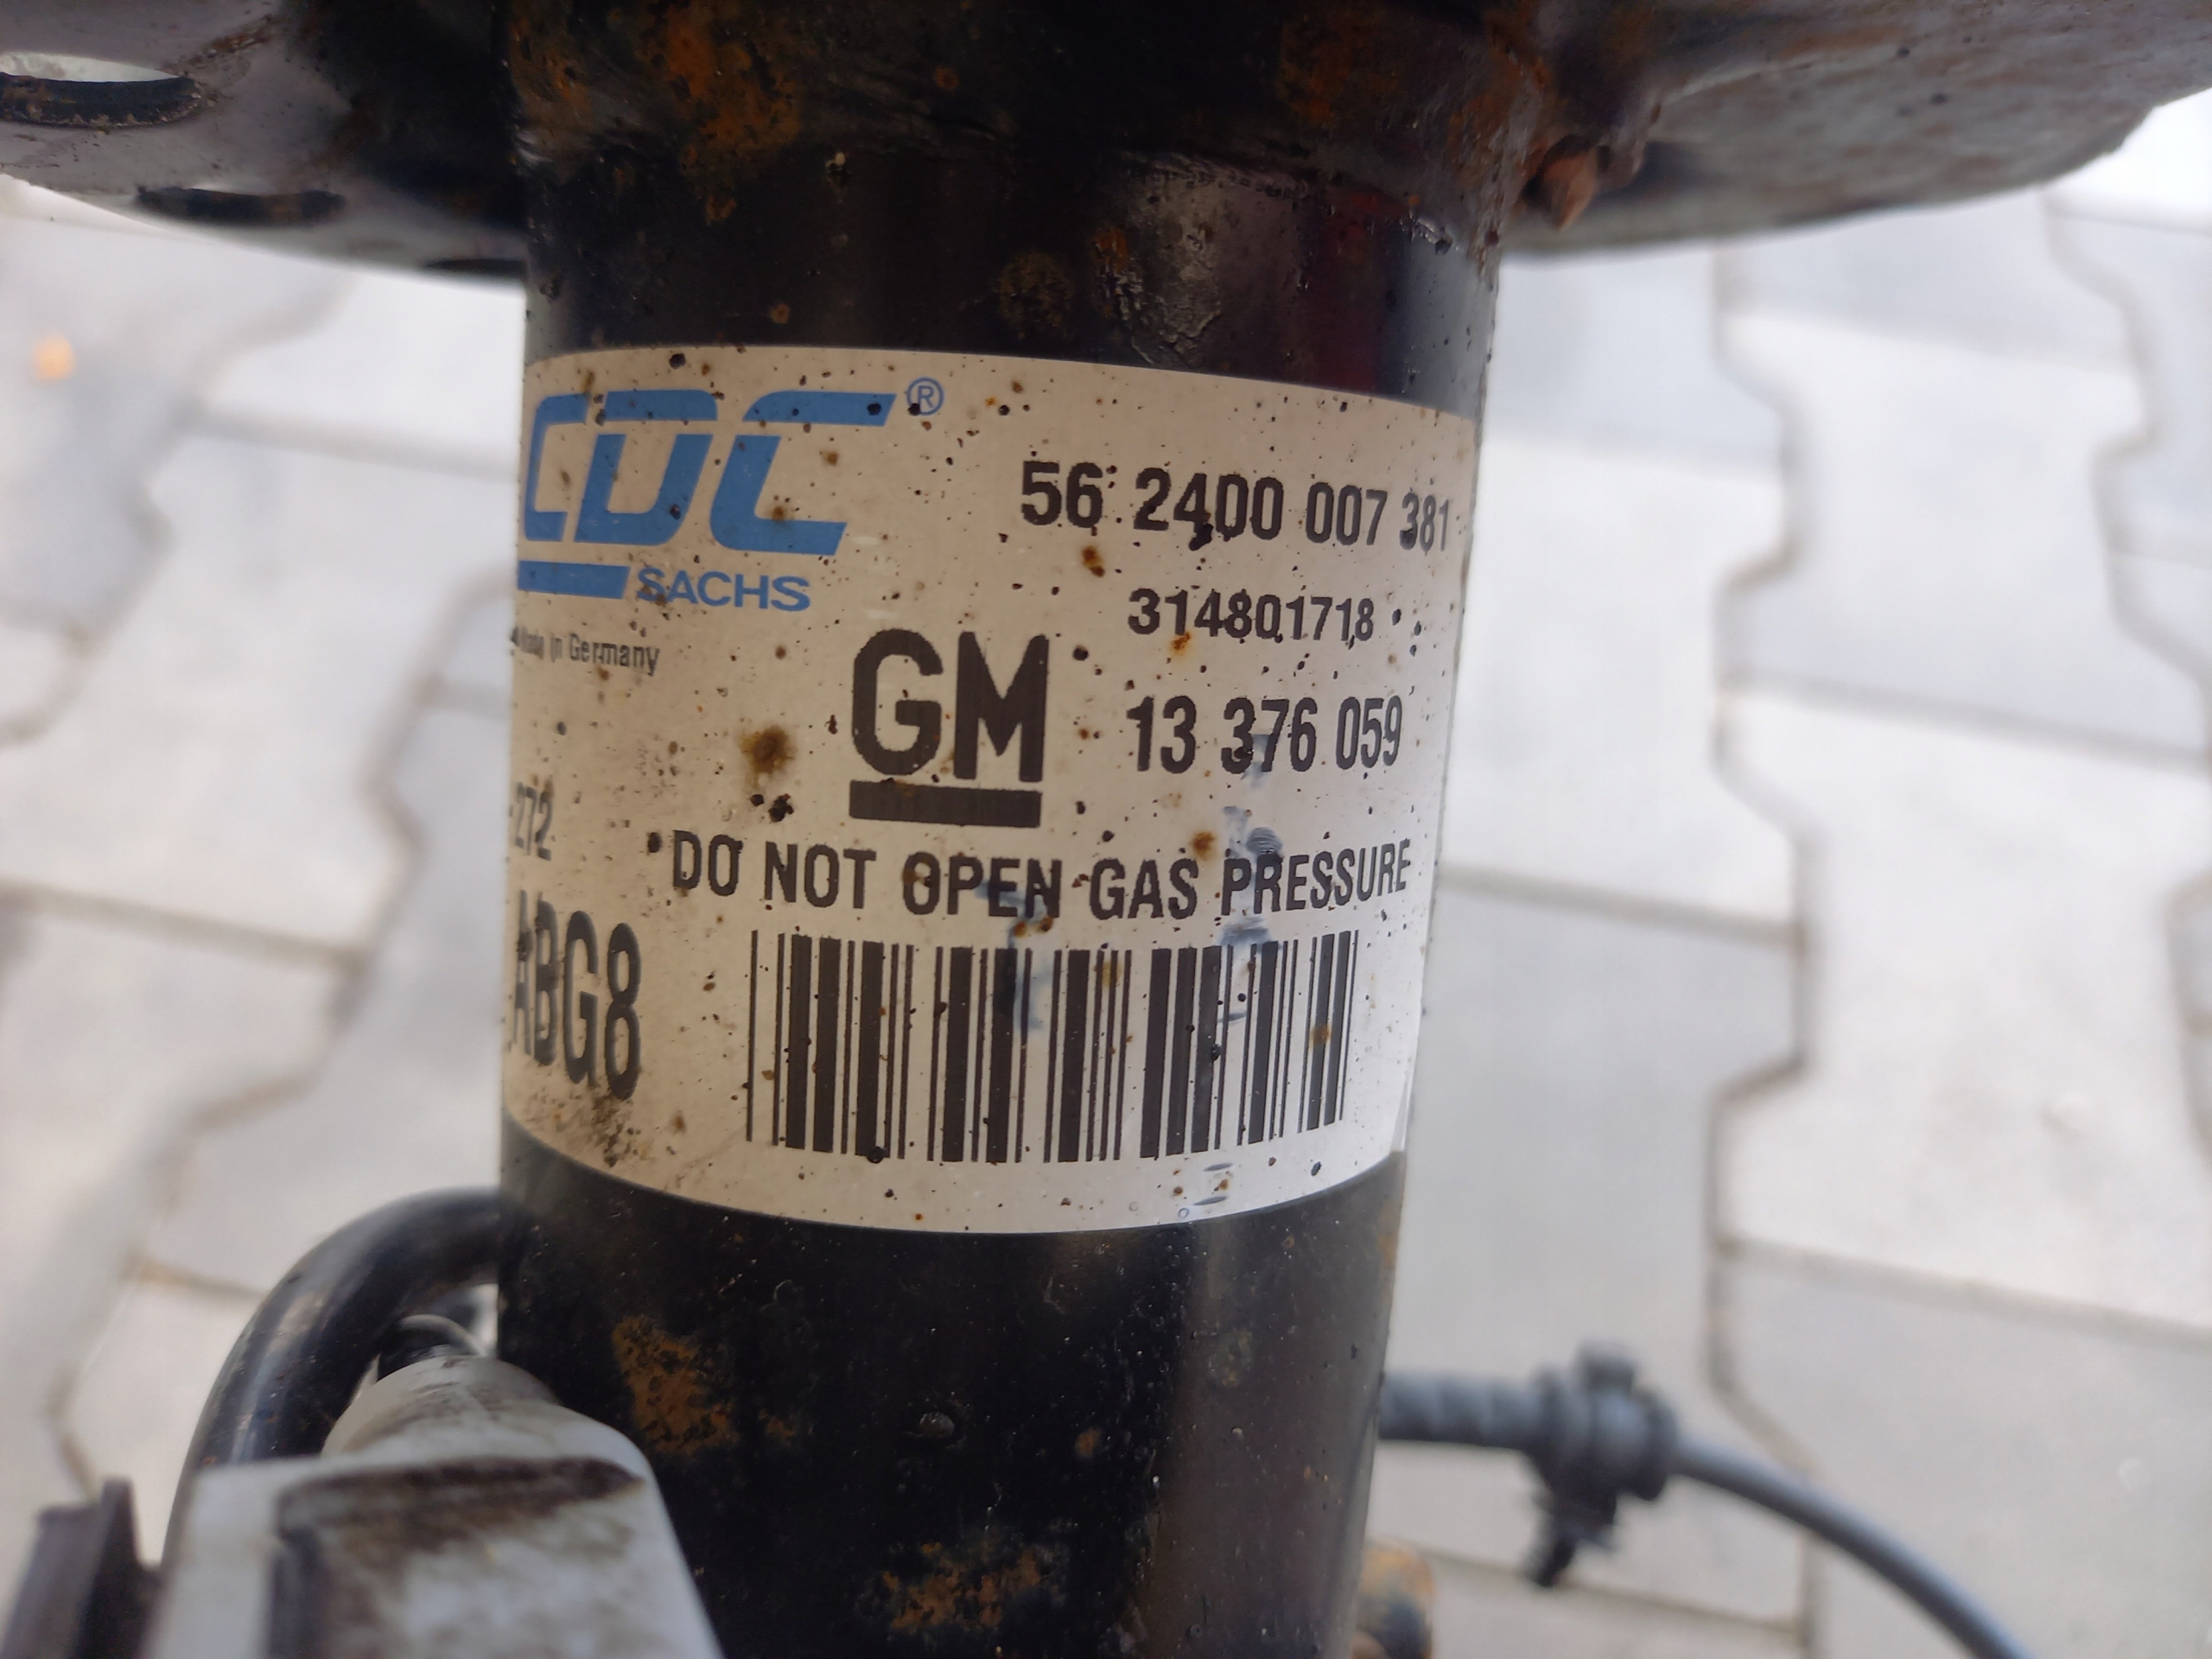 CDC®
56 2400 007 381
SACHS
314801718
Made in Germany
GM 13 376 059
272
DO NOT OPEN GAS PRESSURE
ABG8